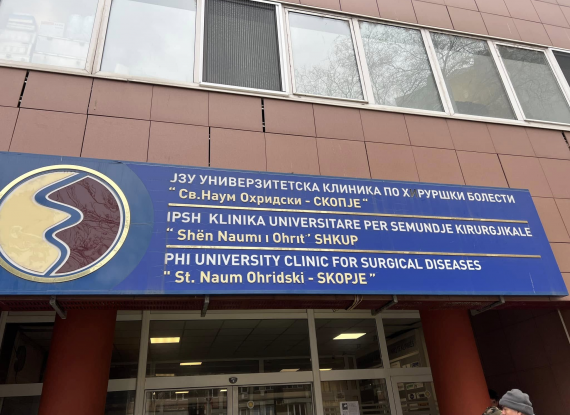 ЈЗУ УНИВЕРЗИТЕТСКА КЛИНИКА ПО ХИРУРШКИ БОЛЕСТИ
“ Св.Наум Охридски - СКОПЈЕ”
IPSH KLINIKA UNIVERSITARE PER SEMUNDJE KIRURGJIKALE
“ Shën Naumi i Ohrit’ SHKUP
PHI UNIVERSITY CLINIC FOR SURGICAL DISEASES
" St. Naum Ohridski - SKOPJE ”